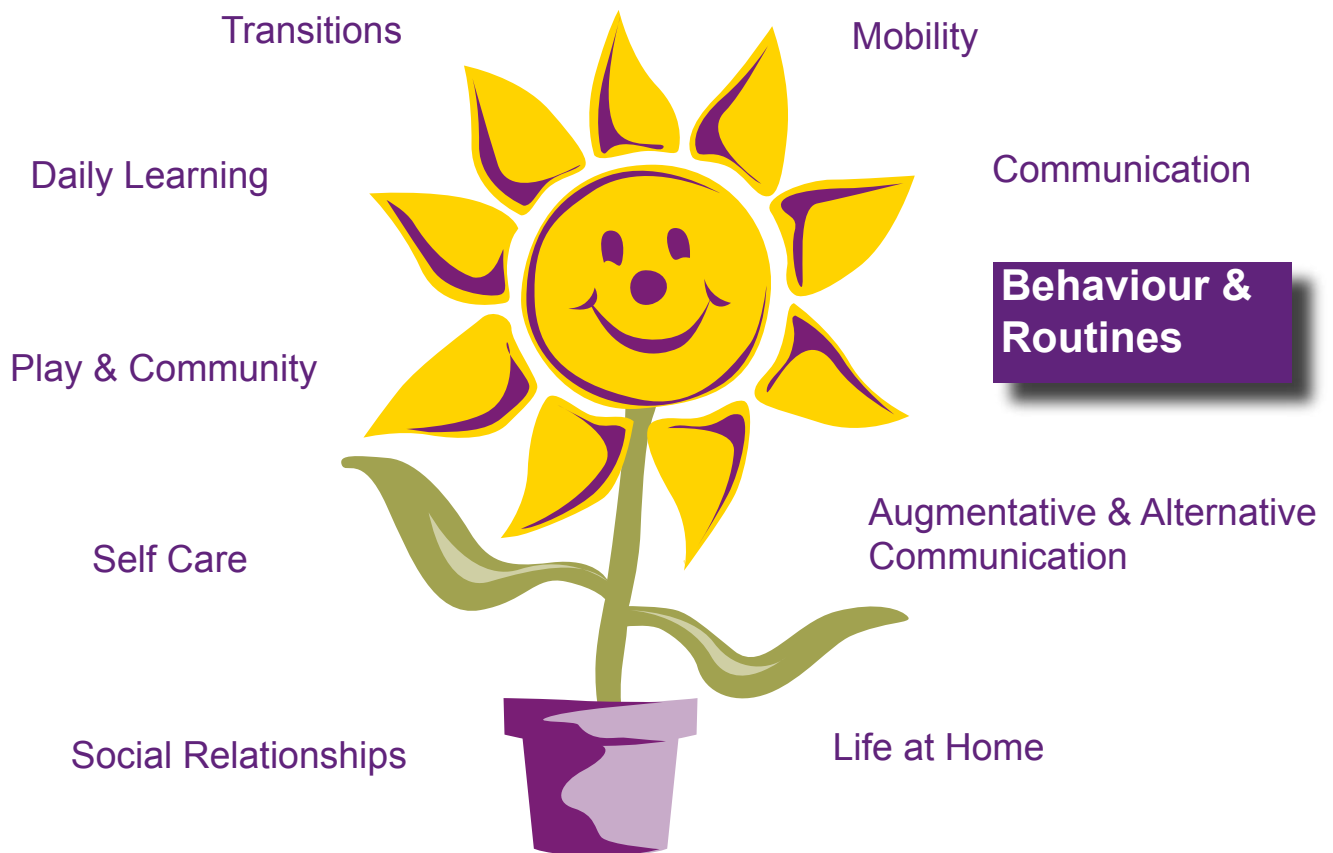 Transitions
Mobility
Daily Learning
Communication
Behaviour &
Routines
Play & Community
Augmentative & Alternative
Communication
Self Care
Social Relationships
Life at Home